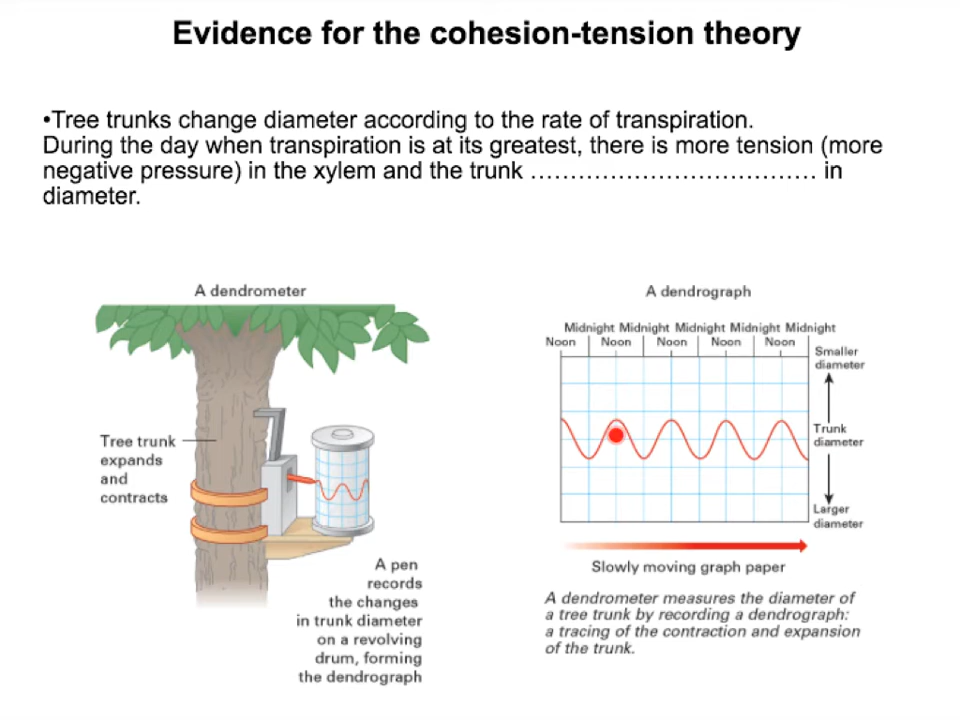 Evidence for the cohesion-tension theory
•Tree trunks change diameter according to the rate of transpiration.
During the day when transpiration is at its greatest, there is more tension (more
negative pressure) in the xylem and the trunk ……………………………… in
diameter.
A dendrometer
Tree trunk
expands
and
contracts
A pen
records
the changes
in trunk diameter
on a revolving
drum, forming
the dendrograph
A dendrograph
Midnight Midnight Midnight Midnight Midnight
Noon Noon Noon Noon Noon
Smaller
diameter
Trunk
diameter
Larger
diameter
Slowly moving graph paper
A dendrometer measures the diameter of
a tree trunk by recording a dendrograph:
a tracing of the contraction and expansion
of the trunk.